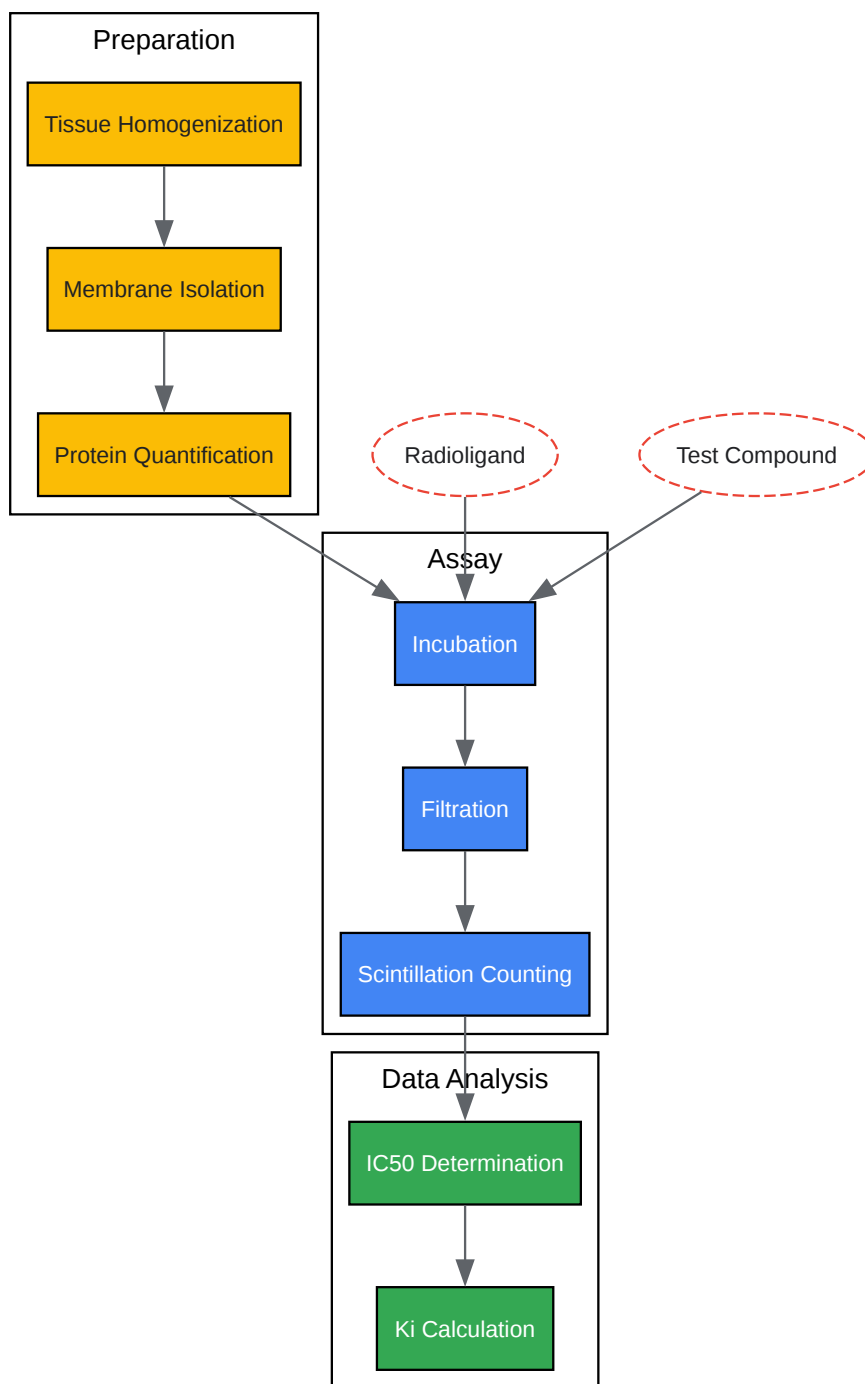 Preparation
Tissue Homogenization
Membrane Isolation
Protein Quantification
Radioligand
Test Compound
Assay
Incubation
Filtration
Scintillation Counting
Data Analysis
IC50 Determination
Ki Calculation